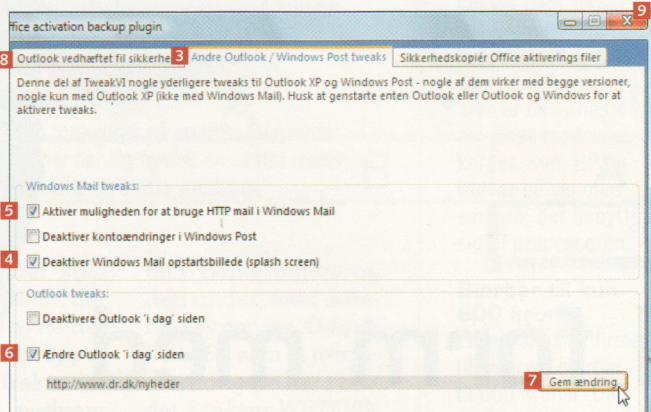 9
ffice activation backup plugin
8 Outlook vedhæftet fil sikkerhe 3 Andre Outlook / Windows Post tweaks Sikkerhedskopiér Office aktiverings filer
Denne del af TweakVI nogle yderligere tweaks til Outlook XP og Windows Post - nogle af dem virker med begge versioner,
nogle kun med Outlook XP (ikke med Windows Mail). Husk at genstarte enten Outlook eller Outlook og Windows for at
aktivere tweaks.
Windows Mail tweaks:
5 Aktiver muligheden for at bruge HTTP mail i Windows Mail
Deaktiver kontoændringer i Windows Post
4 Deaktiver Windows Mail opstartsbillede (splash screen)
Outlook tweaks:
Deaktivere Outlook 'i dag' siden
6 Ændre Outlook 'i dag' siden
http://www.dr.dk/nyheder 7 Gem ændring